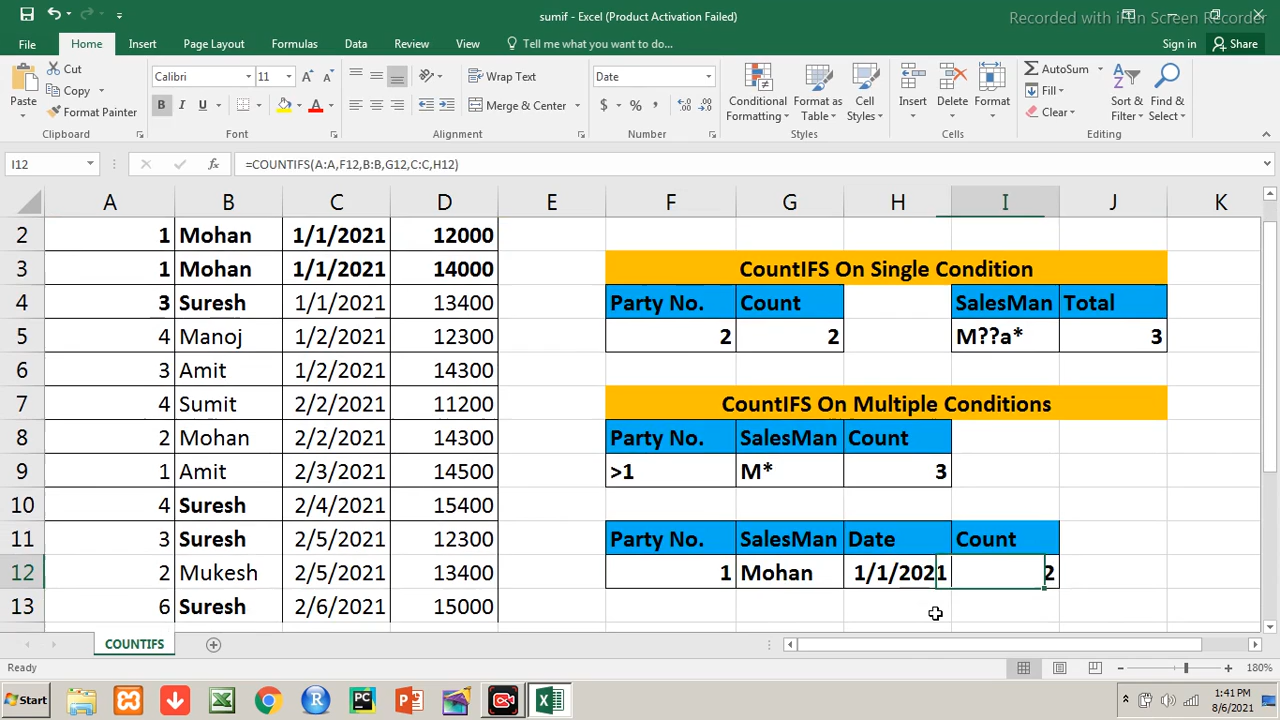 sumif - Excel (Product Activation Failed)
Recorded with iFun Screen Recorder
File Home Insert Page Layout Formulas Data Review View Tell me what you want to do... Sign in Share
Paste Cut Copy Format Painter Clipboard
Calibri 11 B I U A Font
Wrap Text Merge & Center Alignment
Date $ % , Number
Conditional Formatting Format as Table Cell Styles Styles
Insert Delete Format Cells
AutoSum Fill Clear Sort & Filter Find & Select Editing
I12 fx =COUNTIFS(A:A,F12,B:B,G12,C:C,H12)
A B C D E F G H I J K
2 1 Mohan 1/1/2021 12000
3 1 Mohan 1/1/2021 14000 CountIFS On Single Condition
4 3 Suresh 1/1/2021 13400 Party No. Count SalesMan Total
5 4 Manoj 1/2/2021 12300 2 2 M??a* 3
6 3 Amit 1/2/2021 14300
7 4 Sumit 2/2/2021 11200 CountIFS On Multiple Conditions
8 2 Mohan 2/2/2021 14300 Party No. SalesMan Count
9 1 Amit 2/3/2021 14500 >1 M* 3
10 4 Suresh 2/4/2021 15400
11 3 Suresh 2/5/2021 12300 Party No. SalesMan Date Count
12 2 Mukesh 2/5/2021 13400 1 Mohan 1/1/2021 2
13 6 Suresh 2/6/2021 15000
COUNTIFS
Ready 180%
Start R PC 1:41 PM
8/6/2021